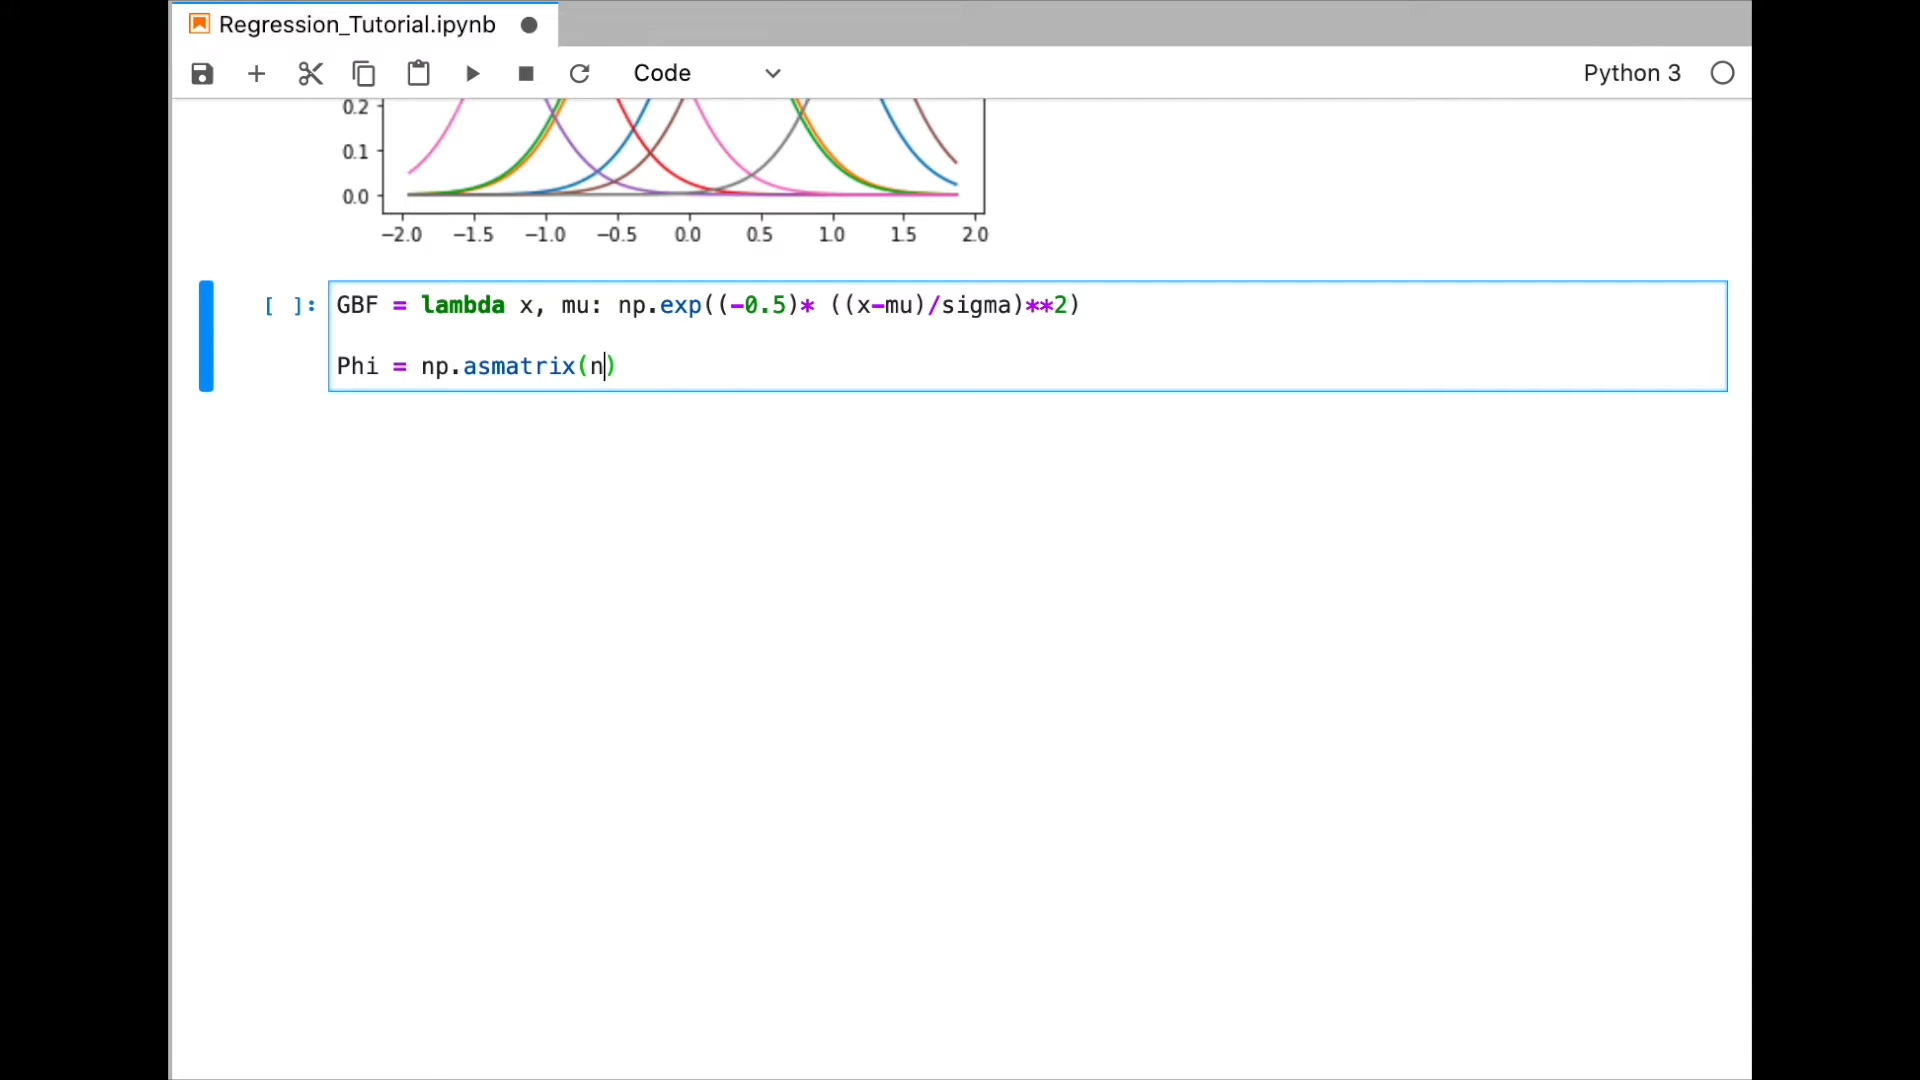 Regression_Tutorial.ipynb
Code
Python 3
0.2
0.1
0.0
−2.0 −1.5 −1.0 −0.5 0.0 0.5 1.0 1.5 2.0
[ ]: GBF = lambda x, mu: np.exp((-0.5)* ((x-mu)/sigma)**2)
Phi = np.asmatrix(n)